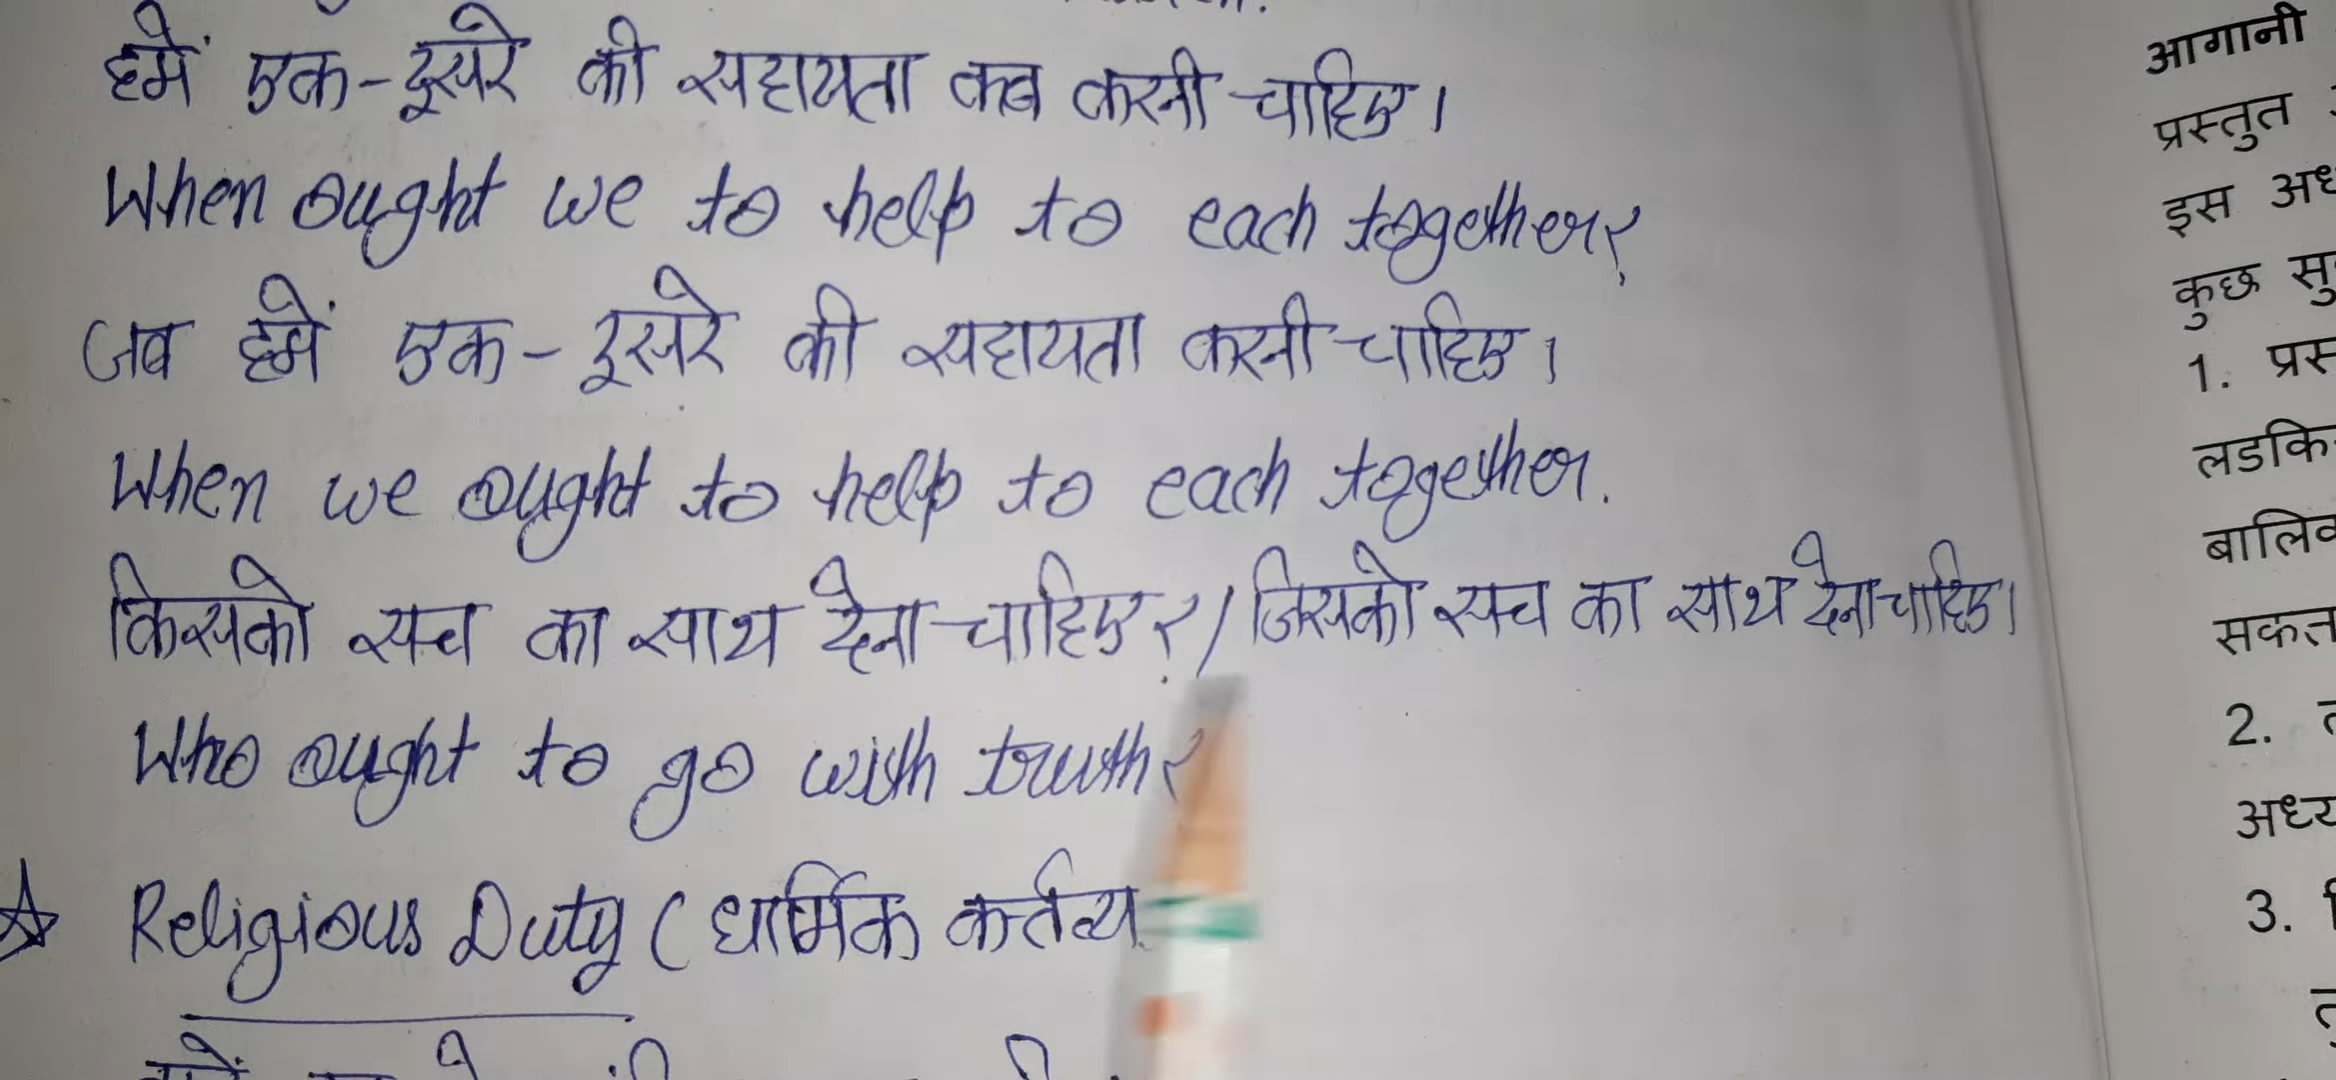 हमें एक-दूसरे की सहायता कब करनी चाहिए।
When ought we to help to each together?
जब हमें एक-दूसरे की सहायता करनी चाहिए।
When we ought to help to each together.
किसको सच का साथ देना चाहिए?/जिसको सच का साथ देना चाहिए।
Who ought to go with truth?
☆ Religious Duty (धार्मिक कर्तव्य
आगानी
प्रस्तुत
इस
कुछ
1.
2.
3.